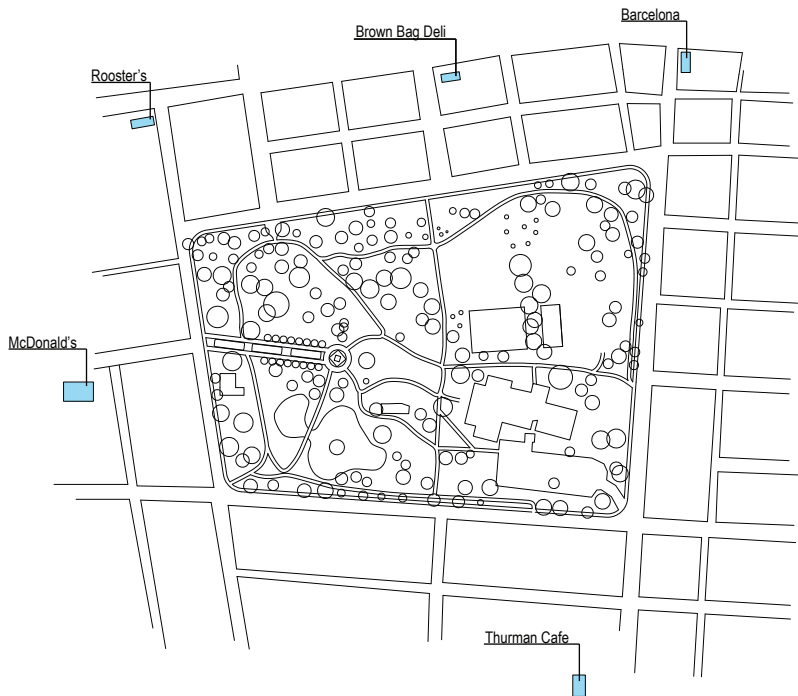 Barcelona
Brown Bag Deli
Rooster's
McDonald's
Thurman Cafe